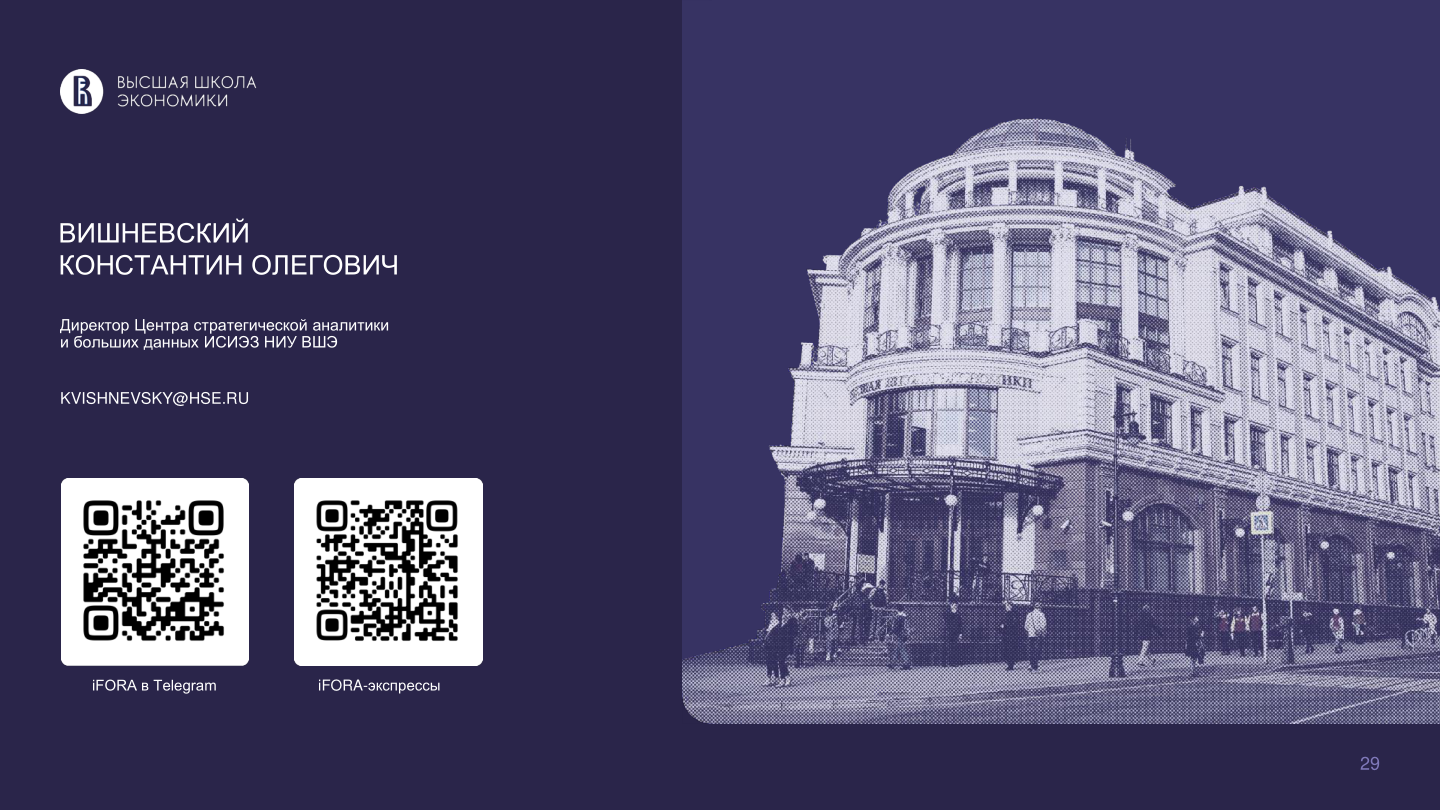 ВЫСШАЯ ШКОЛА
ЭКОНОМИКИ
ВИШНЕВСКИЙ
КОНСТАНТИН ОЛЕГОВИЧ
Директор Центра стратегической аналитики
и больших данных ИСИЭЗ НИУ ВШЭ
KVISHNEVSKY@HSE.RU
iFORA в Telegram
iFORA-экспрессы
29